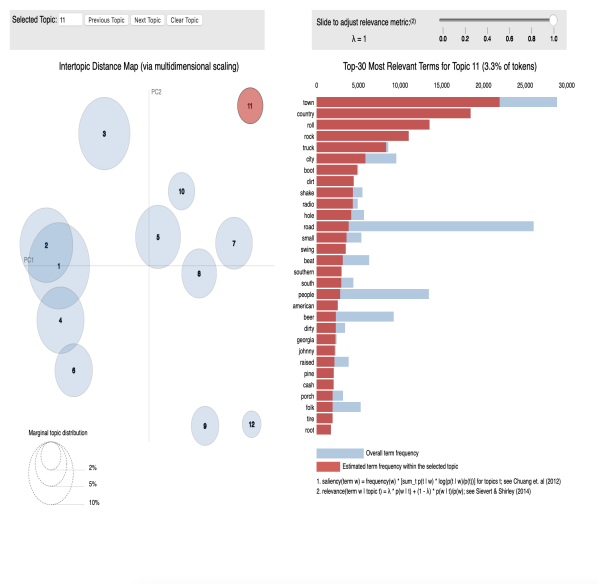 Selected Topic: 11 Previous Topic Next Topic Clear Topic
Slide to adjust relevance metric:(2)
λ = 1
0.0 0.2 0.4 0.6 0.8 1.0
Intertopic Distance Map (via multidimensional scaling)
PC2
PC1
11
3
10
2
5
7
1
8
4
6
9
12
Marginal topic distribution
2%
5%
10%
Top-30 Most Relevant Terms for Topic 11 (3.3% of tokens)
0 5,000 10,000 15,000 20,000 25,000 30,000
town
country
roll
rock
truck
city
boot
dirt
shake
radio
hole
road
small
swing
beat
southern
south
people
american
beer
dirty
georgia
johnny
raised
pine
cash
porch
folk
tire
root
Overall term frequency
Estimated term frequency within the selected topic
1. saliency(term w) = frequency(w) * [sum_t p(t | w) * log(p(t | w)/p(t))] for topics t; see Chuang et. al (2012)
2. relevance(term w | topic t) = λ * p(w | t) + (1 - λ) * p(w | t)/p(w); see Sievert & Shirley (2014)